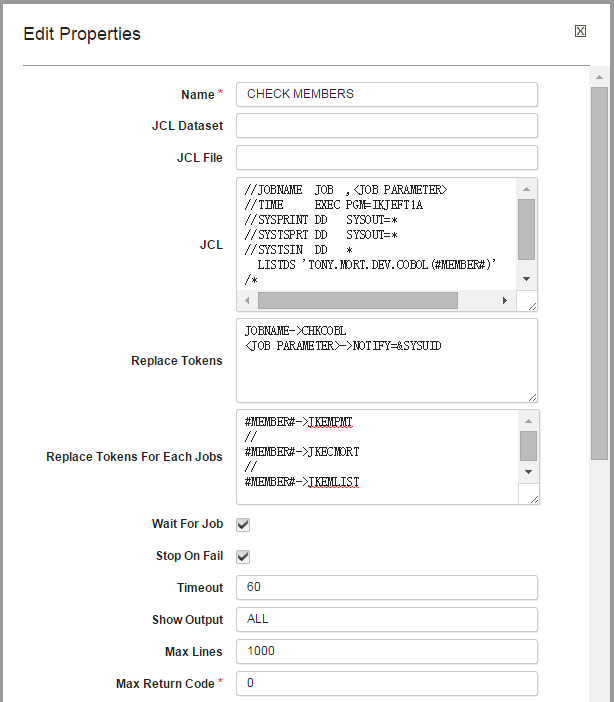 Edit Properties
Name * CHECK MEMBERS
JCL Dataset
JCL File
JCL
//JOBNAME  JOB  ,<JOB PARAMETER>
//TIME     EXEC PGM=IKJEFT1A
//SYSPRINT DD   SYSOUT=*
//SYSTSPRT DD   SYSOUT=*
//SYSTSIN  DD   *
  LISTDS 'TONY.MORT.DEV.COBOL(#MEMBER#)'
/*
Replace Tokens
JOBNAME->CHKCOBL
<JOB PARAMETER>->NOTIFY=&SYSUID
Replace Tokens For Each Jobs
#MEMBER#->JKEMPMT
//
#MEMBER#->JKECMORT
//
#MEMBER#->JKEMLIST
Wait For Job
Stop On Fail
Timeout 60
Show Output ALL
Max Lines 1000
Max Return Code * 0